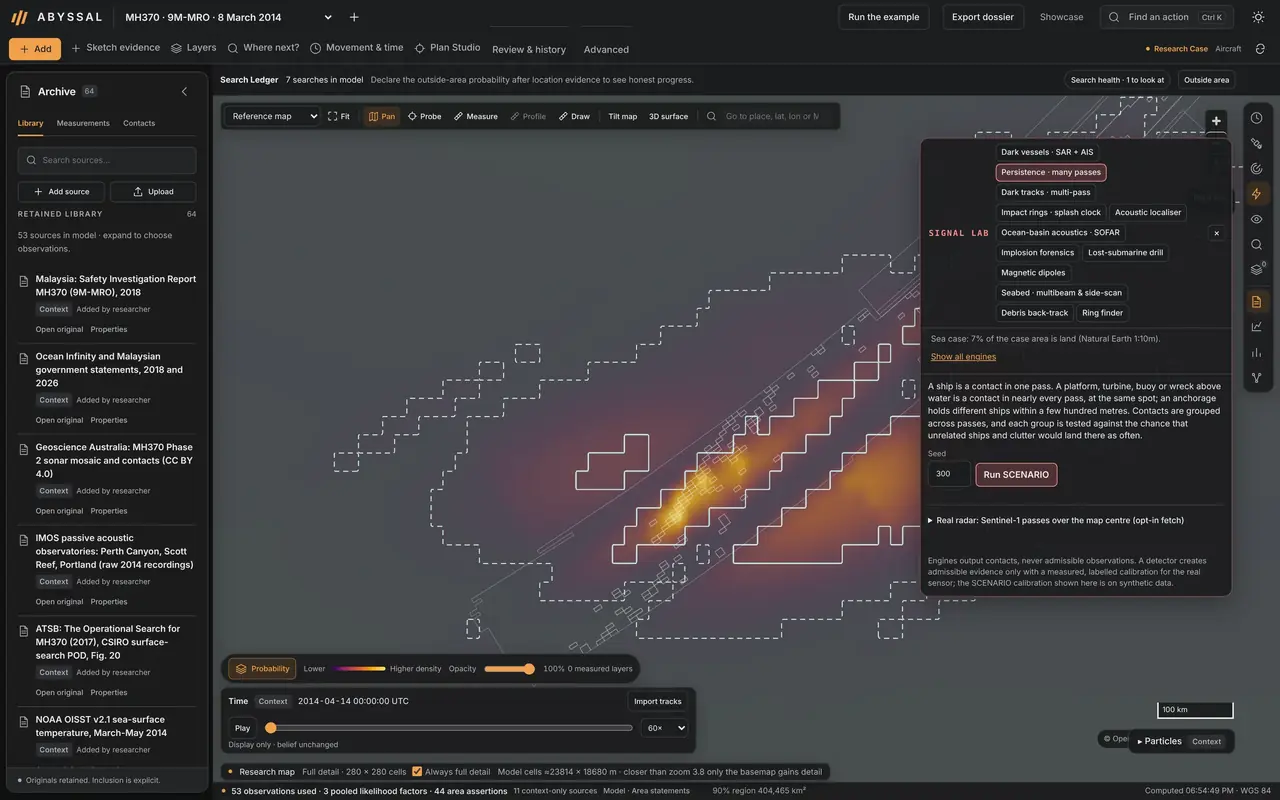 ABYSSAL
MH370 · 9M-MRO · 8 March 2014
Run the example
Export dossier
Showcase
Find an action
Ctrl K
Add
Sketch evidence
Layers
Where next?
Movement & time
Plan Studio
Review & history
Advanced
Research Case
Aircraft
Archive
64
Library
Measurements
Contacts
Search sources...
Add source
Upload
RETAINED LIBRARY
64
53 sources in model · expand to choose
observations.
Malaysia: Safety Investigation Report
MH370 (9M-MRO), 2018
Context
Added by researcher
Open original
Properties
Ocean Infinity and Malaysian
government statements, 2018 and
2026
Context
Added by researcher
Open original
Properties
Geoscience Australia: MH370 Phase
2 sonar mosaic and contacts (CC BY
4.0)
Context
Added by researcher
Open original
Properties
IMOS passive acoustic
observatories: Perth Canyon, Scott
Reef, Portland (raw 2014 recordings)
Context
Added by researcher
Open original
Properties
ATSB: The Operational Search for
MH370 (2017), CSIRO surface-
search POD, Fig. 20
Context
Added by researcher
Open original
Properties
NOAA OISST v2.1 sea-surface
temperature, March-May 2014
Context
Added by researcher
Originals retained. Inclusion is explicit.
Search Ledger
7 searches in model
Declare the outside-area probability after location evidence to see honest progress.
Search health · 1 to look at
Outside area
Reference map
Fit
Pan
Probe
Measure
Profile
Draw
Tilt map
3D surface
Go to place, lat, lon or M
SIGNAL LAB
Dark vessels · SAR + AIS
Persistence · many passes
Dark tracks · multi-pass
Impact rings · splash clock
Acoustic localiser
Ocean-basin acoustics · SOFAR
Implosion forensics
Lost-submarine drill
Magnetic dipoles
Seabed · multibeam & side-scan
Debris back-track
Ring finder
Sea case: 7% of the case area is land (Natural Earth 1:10m).
Show all engines
A ship is a contact in one pass. A platform, turbine, buoy or wreck above
water is a contact in nearly every pass, at the same spot; an anchorage
holds different ships within a few hundred metres. Contacts are grouped
across passes, and each group is tested against the chance that
unrelated ships and clutter would land there as often.
Seed
300
Run SCENARIO
Real radar: Sentinel-1 passes over the map centre (opt-in fetch)
Engines output contacts, never admissible observations. A detector creates
admissible evidence only with a measured, labelled calibration for the real
sensor; the SCENARIO calibration shown here is on synthetic data.
0
Probability
Lower
Higher density
Opacity
100%
0 measured layers
Time
Context
2014-04-14 00:00:00 UTC
Import tracks
Play
60×
Display only · belief unchanged
100 km
© Ope
Particles
Context
Research map
Full detail · 280 × 280 cells
Always full detail
Model cells ≈23814 × 18680 m · closer than zoom 3.8 only the basemap gains detail
53 observations used · 3 pooled likelihood factors · 44 area assertions
11 context-only sources
Model · Area statements
90% region 404,465 km²
Computed 06:54:49 PM · WGS 84